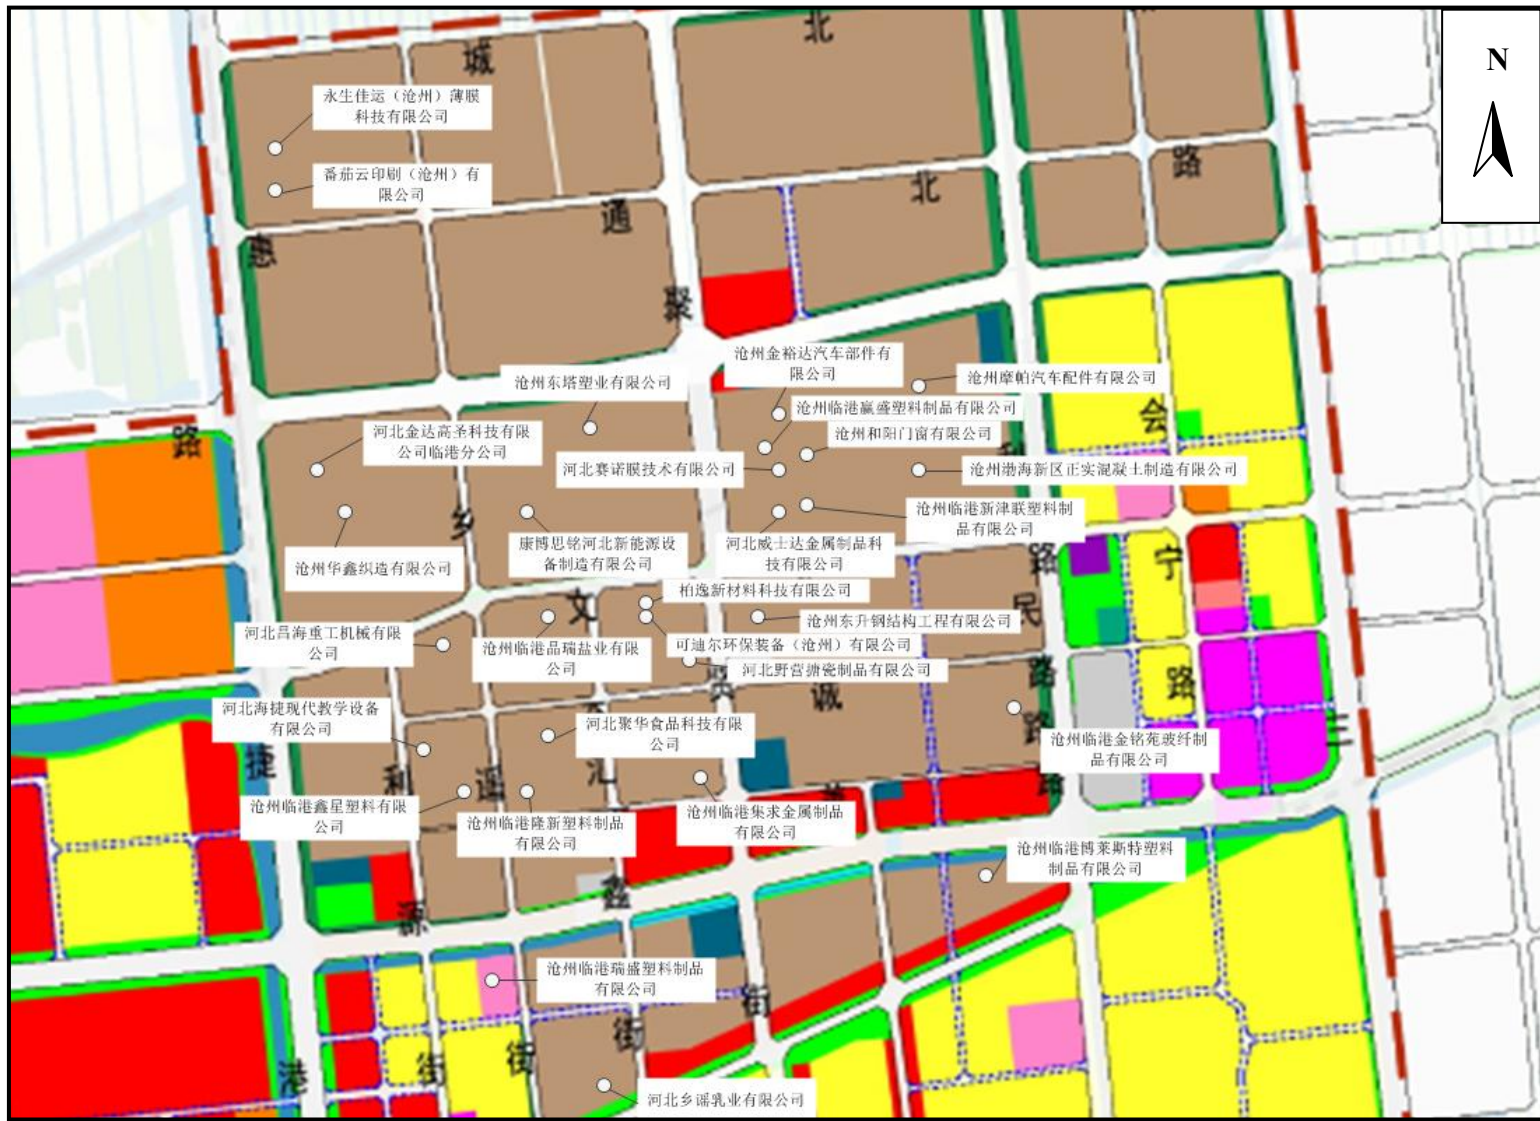 N
城
北
永生佳运（沧州）薄膜
科技有限公司
番茄云印刷（沧州）有
限公司
路
通
北
惠
聚
沧州金裕达汽车部件有
限公司
沧州东塔塑业有限公司
沧州摩帕汽车配件有限公司
沧州临港赢盛塑料制品有限公司
会
河北金达高圣科技有限
公司临港分公司
沧州和阳门窗有限公司
路
河北赛诺膜技术有限公司
沧州渤海新区正实混凝土制造有限公司
乡
沧州临港新津联塑料制
品有限公司
康博思铭河北新能源设
备制造有限公司
河北威士达金属制品科
技有限公司
沧州华鑫织造有限公司
路
宁
柏逸新材料科技有限公司
文
民
沧州东升钢结构工程有限公司
河北昌海重工机械有限
公司
沧州临港品瑞盐业有限
公司
可迪尔环保装备（沧州）有限公司
河北野营搪瓷制品有限公司
路
路
贤
诚
河北海捷现代教学设备
有限公司
河北聚华食品科技有限
公司
路
三
沧州临港金铭苑玻纤制
品有限公司
捷
利
谣
汇
路
沧州临港鑫星塑料有限
公司
沧州临港隆新塑料制品
有限公司
沧州临港集求金属制品
有限公司
沧州临港博莱斯特塑料
制品有限公司
鑫
源
沧州临港瑞盛塑料制品
有限公司
街
街
街
街
港
河北乡谣乳业有限公司